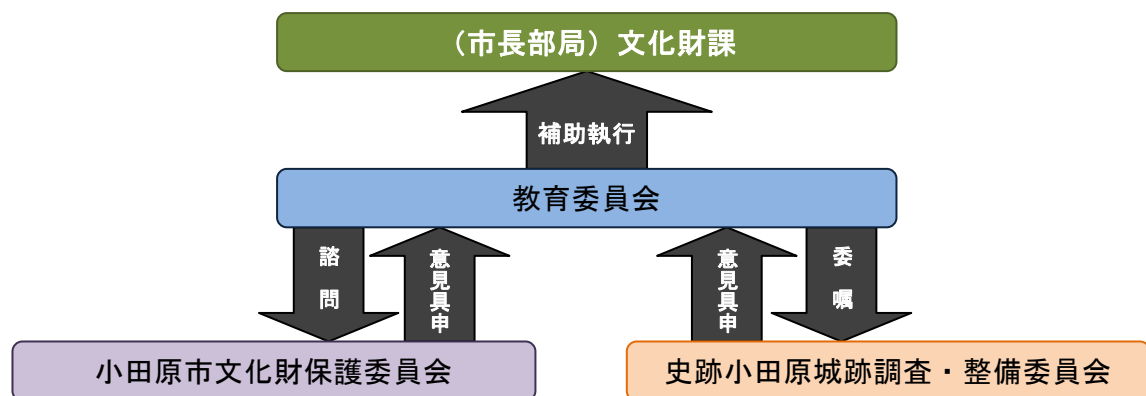 （市長部局）文化財課
補助執行
教育委員会
諮問
意見具申
意見具申
委嘱
小田原市文化財保護委員会
史跡小田原城跡調査・整備委員会